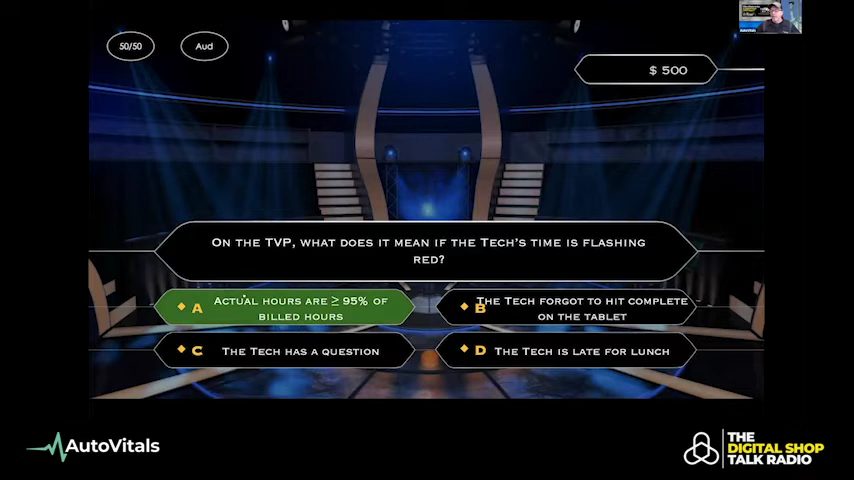 50/50
Aud
$ 500
On the TVP, what does it mean if the Tech's time is flashing
red?
A
Actual hours are ≥ 95% of
billed hours
B
The Tech forgot to hit complete
on the tablet
C
The Tech has a question
D
The Tech is late for lunch
AutoVitals
THE
DIGITAL SHOP
TALK RADIO